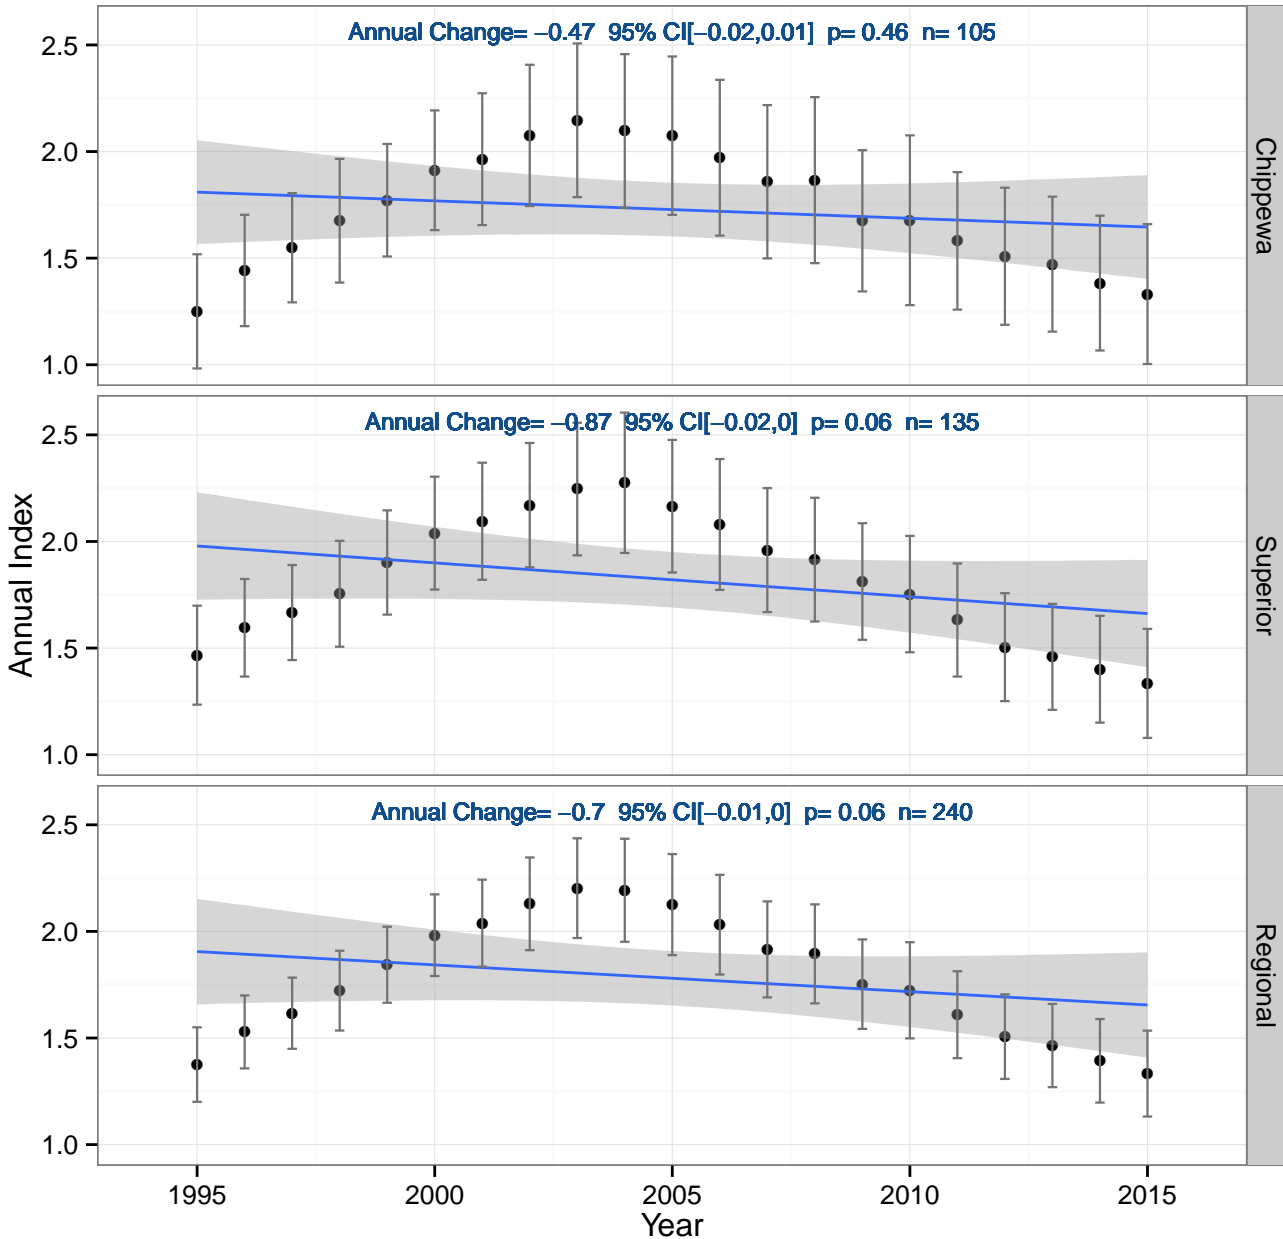 Annual Change= −0.47  95% CI[−0.02,0.01]  p= 0.46  n= 105
2.5
2.0
1.5
1.0
Chippewa
Annual Change= −0.87  95% CI[−0.02,0]  p= 0.06  n= 135
2.5
2.0
1.5
1.0
Superior
Annual Index
Annual Change= −0.7  95% CI[−0.01,0]  p= 0.06  n= 240
2.5
2.0
1.5
1.0
Regional
1995 2000 2005 2010 2015
Year